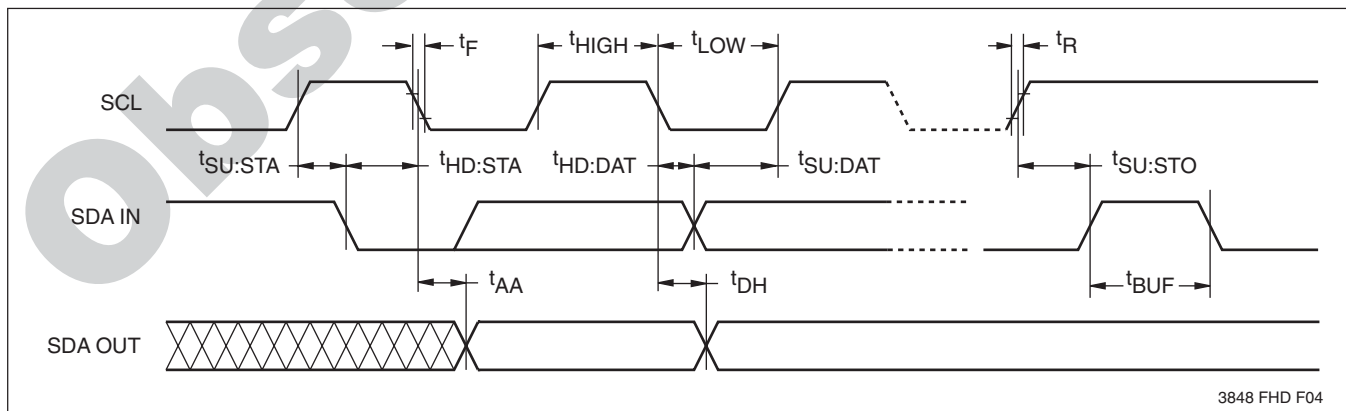 Obs
tF
tHIGH
tLOW
tR
SCL
tSU:STA
tHD:STA
tHD:DAT
tSU:DAT
tSU:STO
SDA IN
tAA
tDH
tBUF
SDA OUT
3848 FHD F04